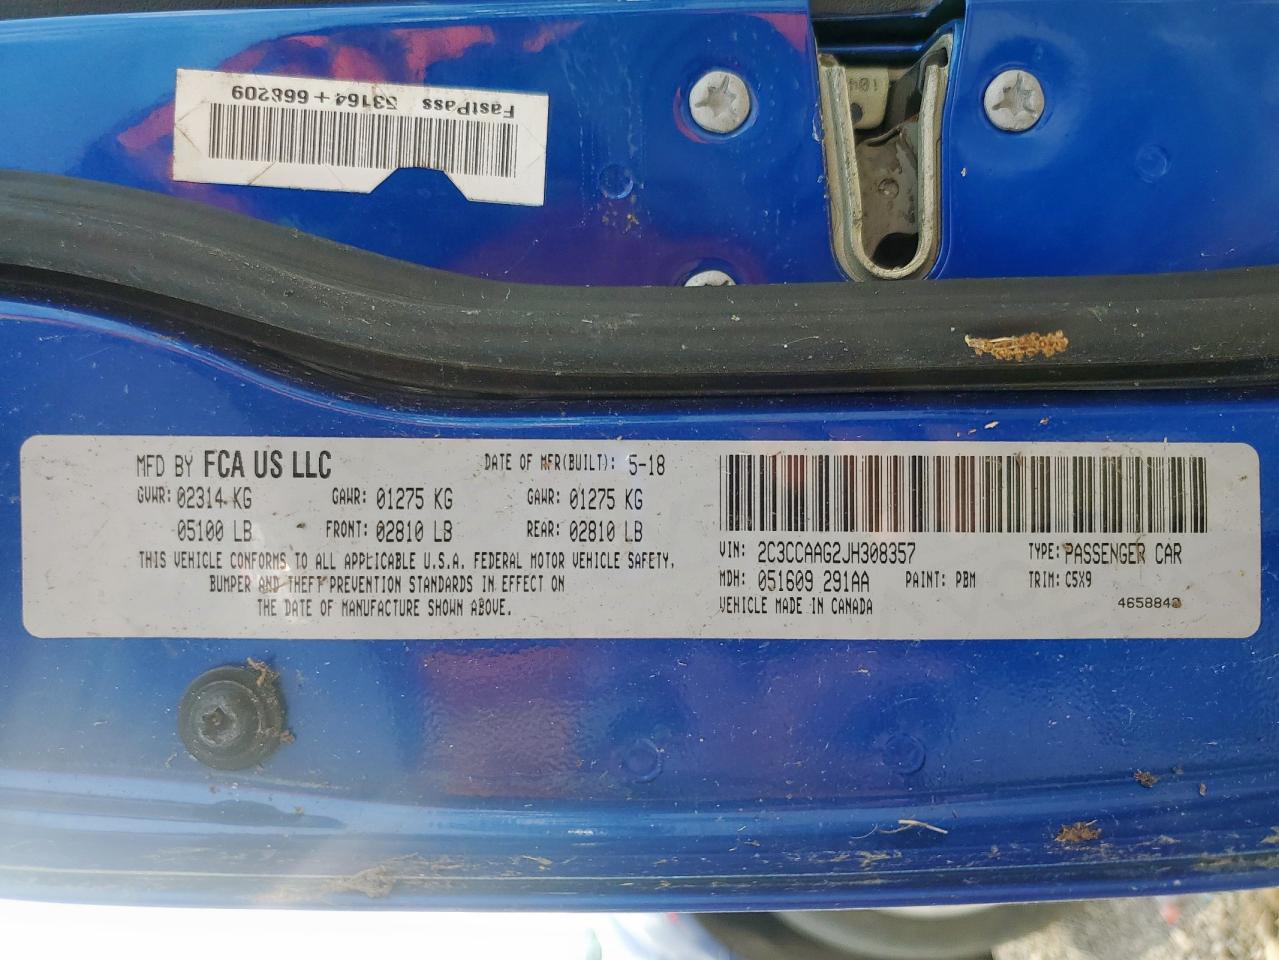 FastPass
53164+668209
104
MFD BY FCA US LLC DATE OF MFR(BUILT): 5-18
GVWR: 02314 KG GAWR: 01275 KG GAWR: 01275 KG
05100 LB FRONT: 02810 LB REAR: 02810 LB
THIS VEHICLE CONFORMS TO ALL APPLICABLE U.S.A. FEDERAL MOTOR VEHICLE SAFETY,
BUMPER AND THEFT PREVENTION STANDARDS IN EFFECT ON
THE DATE OF MANUFACTURE SHOWN ABOVE.
VIN: 2C3CCAAG2JH308357 TYPE: PASSENGER CAR
MDH: 051609 291AA PAINT: PBM TRIM: C5X9
VEHICLE MADE IN CANADA